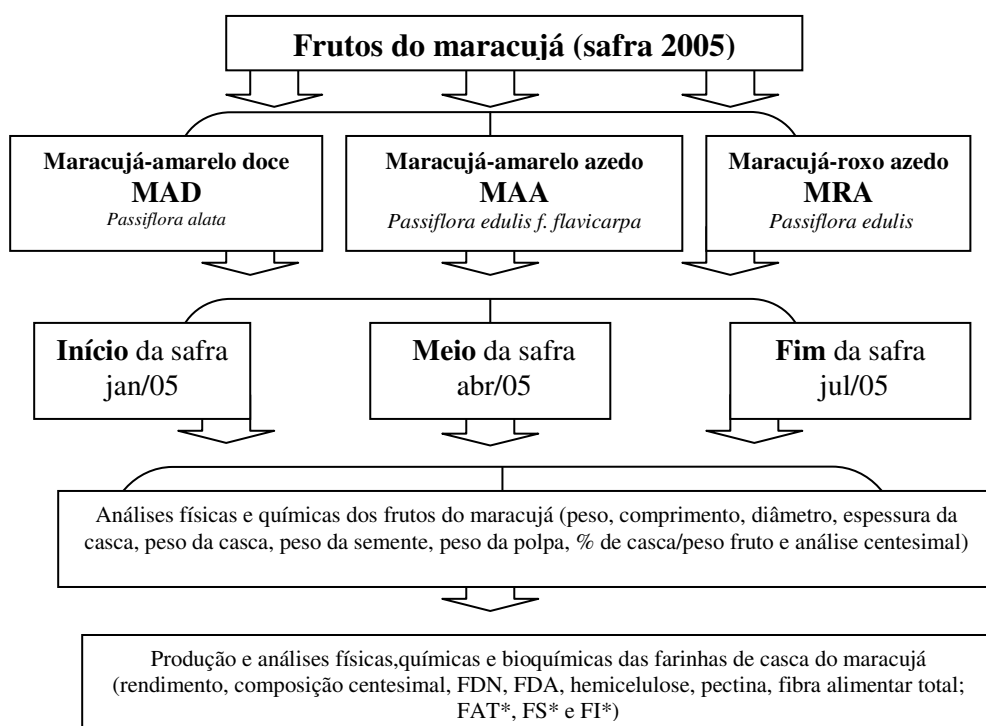 Frutos do maracujá (safra 2005)
Maracujá-amarelo doce
MAD
Passiflora alata
Maracujá-amarelo azedo
MAA
Passiflora edulis f. flavicarpa
Maracujá-roxo azedo
MRA
Passiflora edulis
Início da safra
jan/05
Meio da safra
abr/05
Fim da safra
jul/05
Análises físicas e químicas dos frutos do maracujá (peso, comprimento, diâmetro, espessura da
casca, peso da casca, peso da semente, peso da polpa, % de casca/peso fruto e análise centesimal)
Produção e análises físicas,químicas e bioquímicas das farinhas de casca do maracujá
(rendimento, composição centesimal, FDN, FDA, hemicelulose, pectina, fibra alimentar total;
FAT*, FS* e FI*)